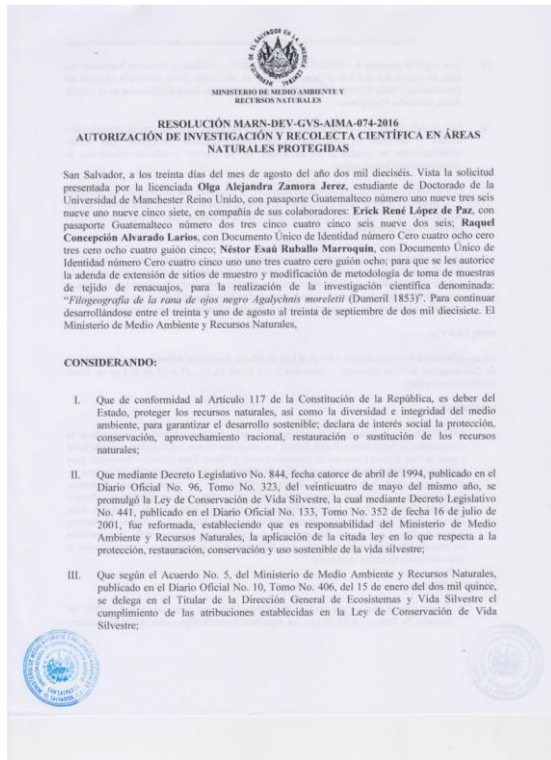 REPÚBLICA DE EL SALVADOR EN LA AMÉRICA CENTRAL
MINISTERIO DE MEDIO AMBIENTE Y
RECURSOS NATURALES
RESOLUCIÓN MARN-DEV-GVS-AIMA-074-2016
AUTORIZACIÓN DE INVESTIGACIÓN Y RECOLECTA CIENTÍFICA EN ÁREAS
NATURALES PROTEGIDAS
San Salvador, a los treinta días del mes de agosto del año dos mil dieciséis. Vista la solicitud
presentada por la licenciada Olga Alejandra Zamora Jerez, estudiante de Doctorado de la
Universidad de Manchester Reino Unido, con pasaporte Guatemalteco número uno nueve tres seis
nueve uno nueve cinco siete, en compañía de sus colaboradores: Erick René López de Paz, con
pasaporte Guatemalteco número dos tres cinco cuatro cinco seis nueve dos seis; Raquel
Concepción Alvarado Larios, con Documento Único de Identidad número Cero cuatro ocho cero
tres cero ocho cuatro guión cinco; Néstor Esaú Ruballo Marroquín, con Documento Único de
Identidad número Cero cuatro cinco uno uno tres cuatro cero guión ocho; para que se les autorice
la adenda de extensión de sitios de muestro y modificación de metodología de toma de muestras
de tejido de renacuajos, para la realización de la investigación científica denominada:
“Filogeografía de la rana de ojos negro Agalychnis moreletii (Dumeril 1853)”. Para continuar
desarrollándose entre el treinta y uno de agosto al treinta de septiembre de dos mil diecisiete. El
Ministerio de Medio Ambiente y Recursos Naturales,
CONSIDERANDO:
I. Que de conformidad al Artículo 117 de la Constitución de la República, es deber del
Estado, proteger los recursos naturales, así como la diversidad e integridad del medio
ambiente, para garantizar el desarrollo sostenible; declara de interés social la protección,
conservación, aprovechamiento racional, restauración o sustitución de los recursos
naturales;
II. Que mediante Decreto Legislativo No. 844, fecha catorce de abril de 1994, publicado en el
Diario Oficial No. 96, Tomo No. 323, del veinticuatro de mayo del mismo año, se
promulgó la Ley de Conservación de Vida Silvestre, la cual mediante Decreto Legislativo
No. 441, publicado en el Diario Oficial No. 133, Tomo No. 352 de fecha 16 de julio de
2001, fue reformada, estableciendo que es responsabilidad del Ministerio de Medio
Ambiente y Recursos Naturales, la aplicación de la citada ley en lo que respecta a la
protección, restauración, conservación y uso sostenible de la vida silvestre;
III. Que según el Acuerdo No. 5, del Ministerio de Medio Ambiente y Recursos Naturales,
publicado en el Diario Oficial No. 10, Tomo No. 406, del 15 de enero del dos mil quince,
se delega en el Titular de la Dirección General de Ecosistemas y Vida Silvestre el
cumplimiento de las atribuciones establecidas en la Ley de Conservación de Vida
Silvestre;
SAN SALVADOR
EL SALVADOR, C.A.